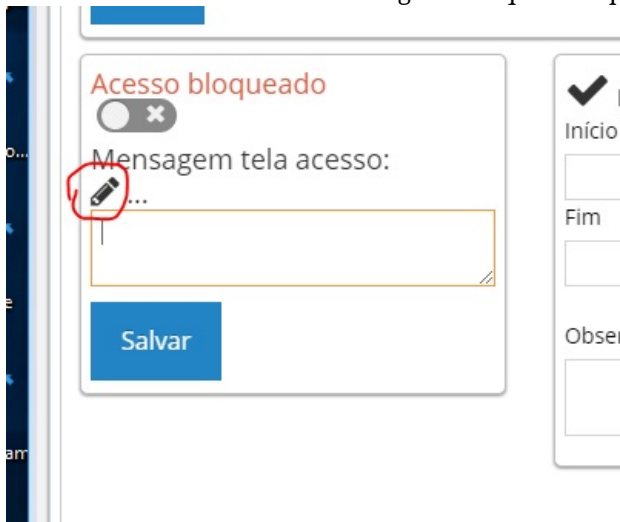 Acesso bloqueado
Mensagem tela acesso:
...
Salvar
Início
Fim